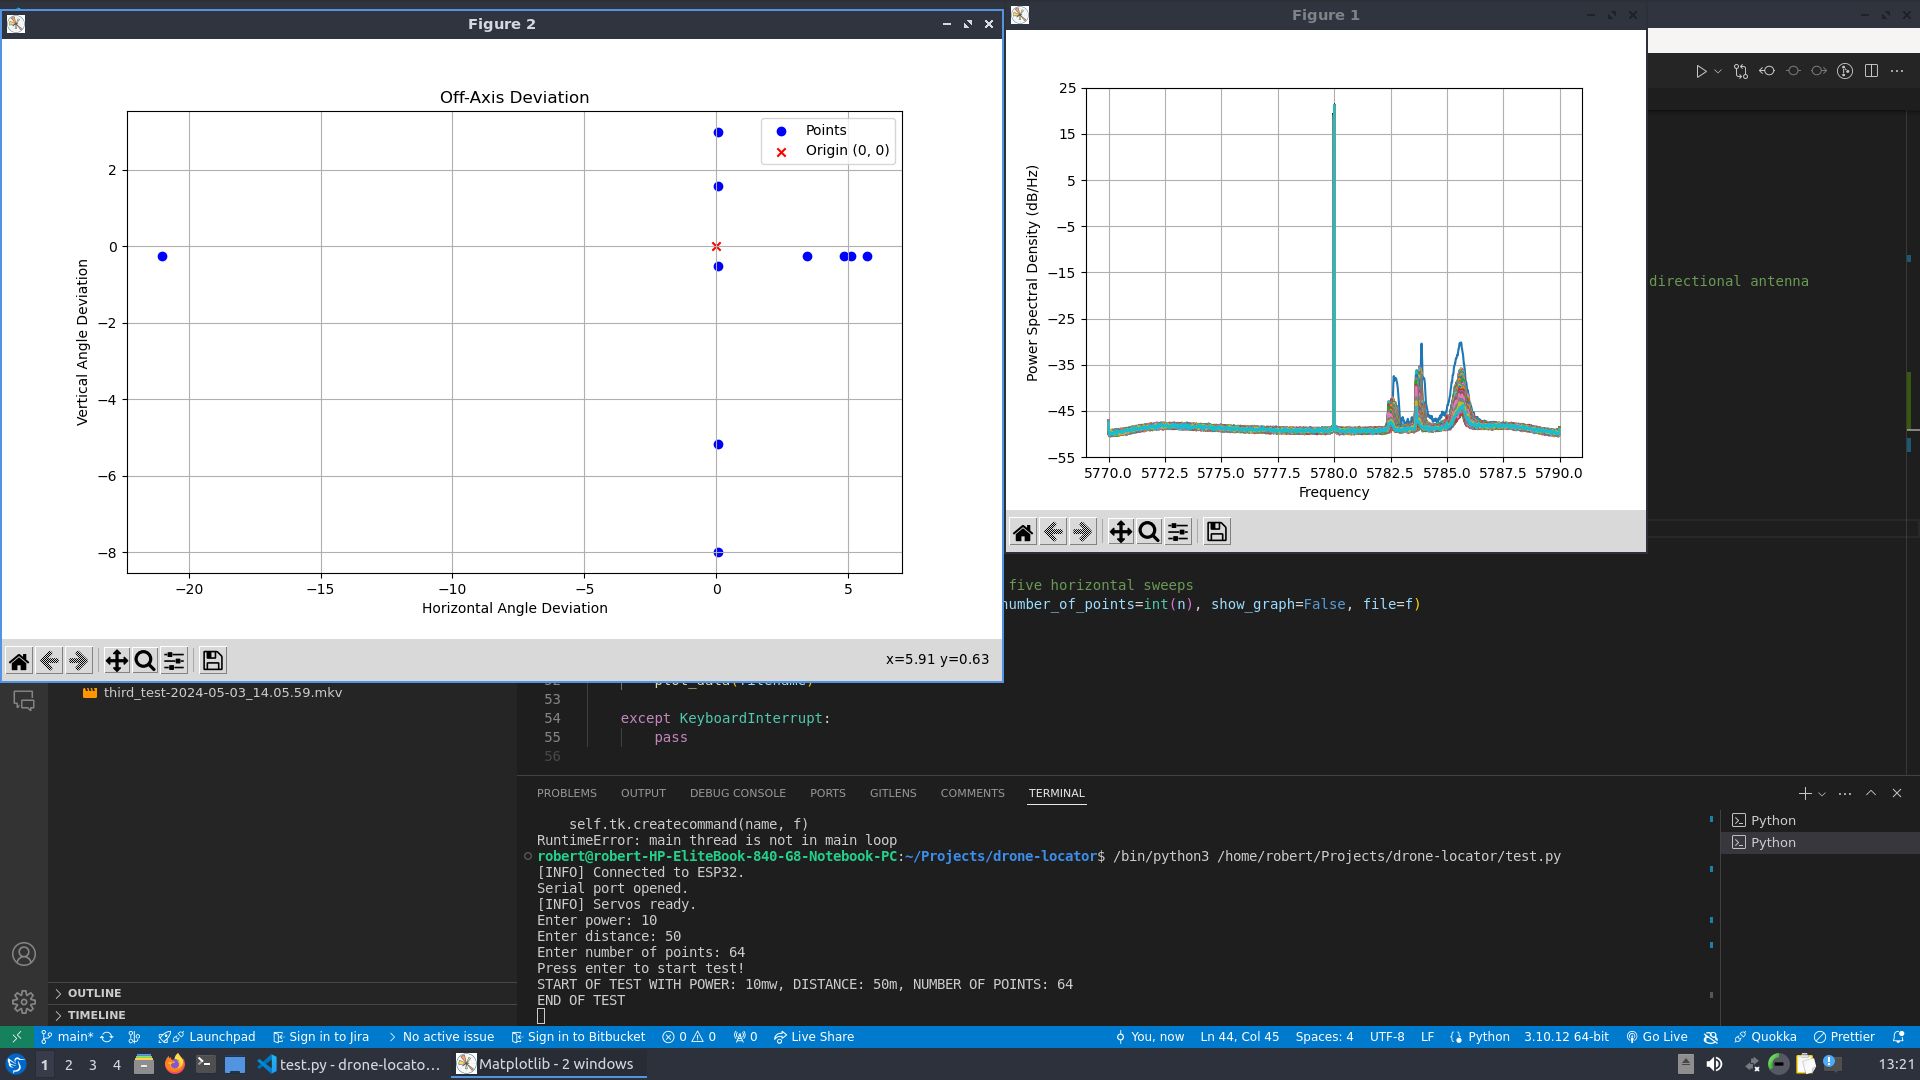 Figure 2
Off-Axis Deviation
Points
Origin (0, 0)
2
0
−2
−4
−6
−8
Vertical Angle Deviation
−20
−15
−10
−5
0
5
Horizontal Angle Deviation
x=5.91 y=0.63
Figure 1
25
15
5
−5
−15
−25
−35
−45
−55
Power Spectral Density (dB/Hz)
5770.0
5772.5
5775.0
5777.5
5780.0
5782.5
5785.0
5787.5
5790.0
Frequency
directional antenna
five horizontal sweeps
number_of_points=int(n), show_graph=False, file=f)
third_test-2024-05-03_14.05.59.mkv
53
54 except KeyboardInterrupt:
55 pass
56
PROBLEMS OUTPUT DEBUG CONSOLE PORTS GITLENS COMMENTS TERMINAL
self.tk.createcommand(name, f)
RuntimeError: main thread is not in main loop
robert@robert-HP-EliteBook-840-G8-Notebook-PC:~/Projects/drone-locator$ /bin/python3 /home/robert/Projects/drone-locator/test.py
[INFO] Connected to ESP32.
Serial port opened.
[INFO] Servos ready.
Enter power: 10
Enter distance: 50
Enter number of points: 64
Press enter to start test!
START OF TEST WITH POWER: 10mw, DISTANCE: 50m, NUMBER OF POINTS: 64
END OF TEST
Python
Python
OUTLINE
TIMELINE
main* Launchpad Sign in to Jira No active issue Sign in to Bitbucket 0 0 0 Live Share You, now Ln 44, Col 45 Spaces: 4 UTF-8 LF Python 3.10.12 64-bit Go Live Quokka Prettier
1 2 3 4 test.py - drone-locato... Matplotlib - 2 windows 13:21